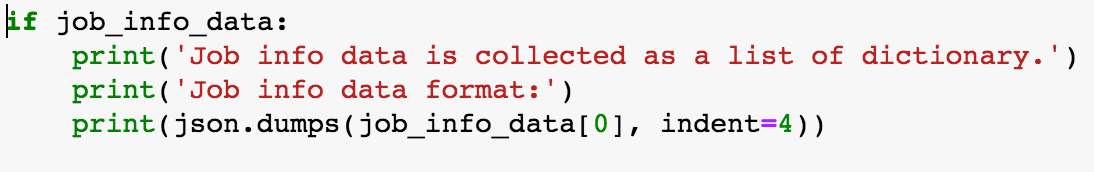 if job_info_data:
    print('Job info data is collected as a list of dictionary.')
    print('Job info data format:')
    print(json.dumps(job_info_data[0], indent=4))